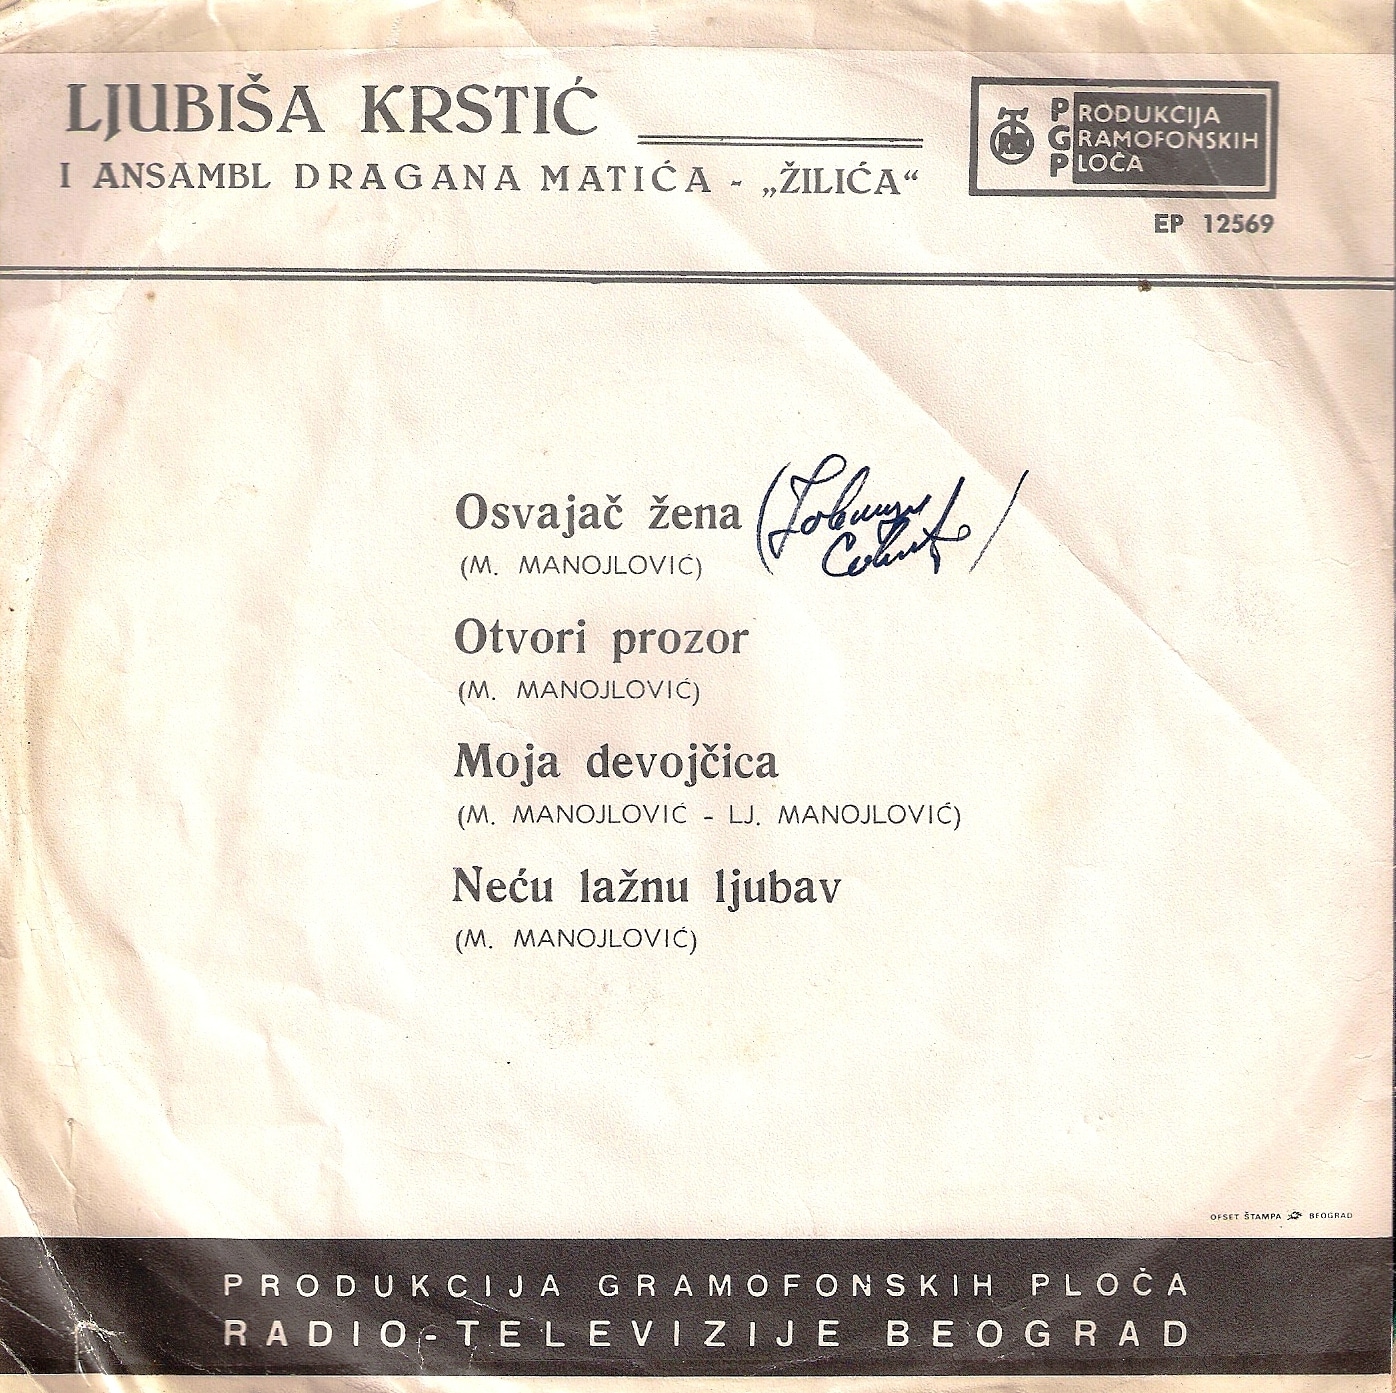 LJUBIŠA KRSTIĆ
I ANSAMBL DRAGANA MATIĆA - „ŽILIĆA“
PRODUKCIJA
GRAMOFONSKIH
PLOČA
EP 12569
Osvajač žena
(M. MANOJLOVIĆ)
Otvori prozor
(M. MANOJLOVIĆ)
Moja devojčica
(M. MANOJLOVIĆ - LJ. MANOJLOVIĆ)
Neću lažnu ljubav
(M. MANOJLOVIĆ)
OFSET ŠTAMPA BEOGRAD
PRODUKCIJA GRAMOFONSKIH PLOČA
RADIO-TELEVIZIJE BEOGRAD